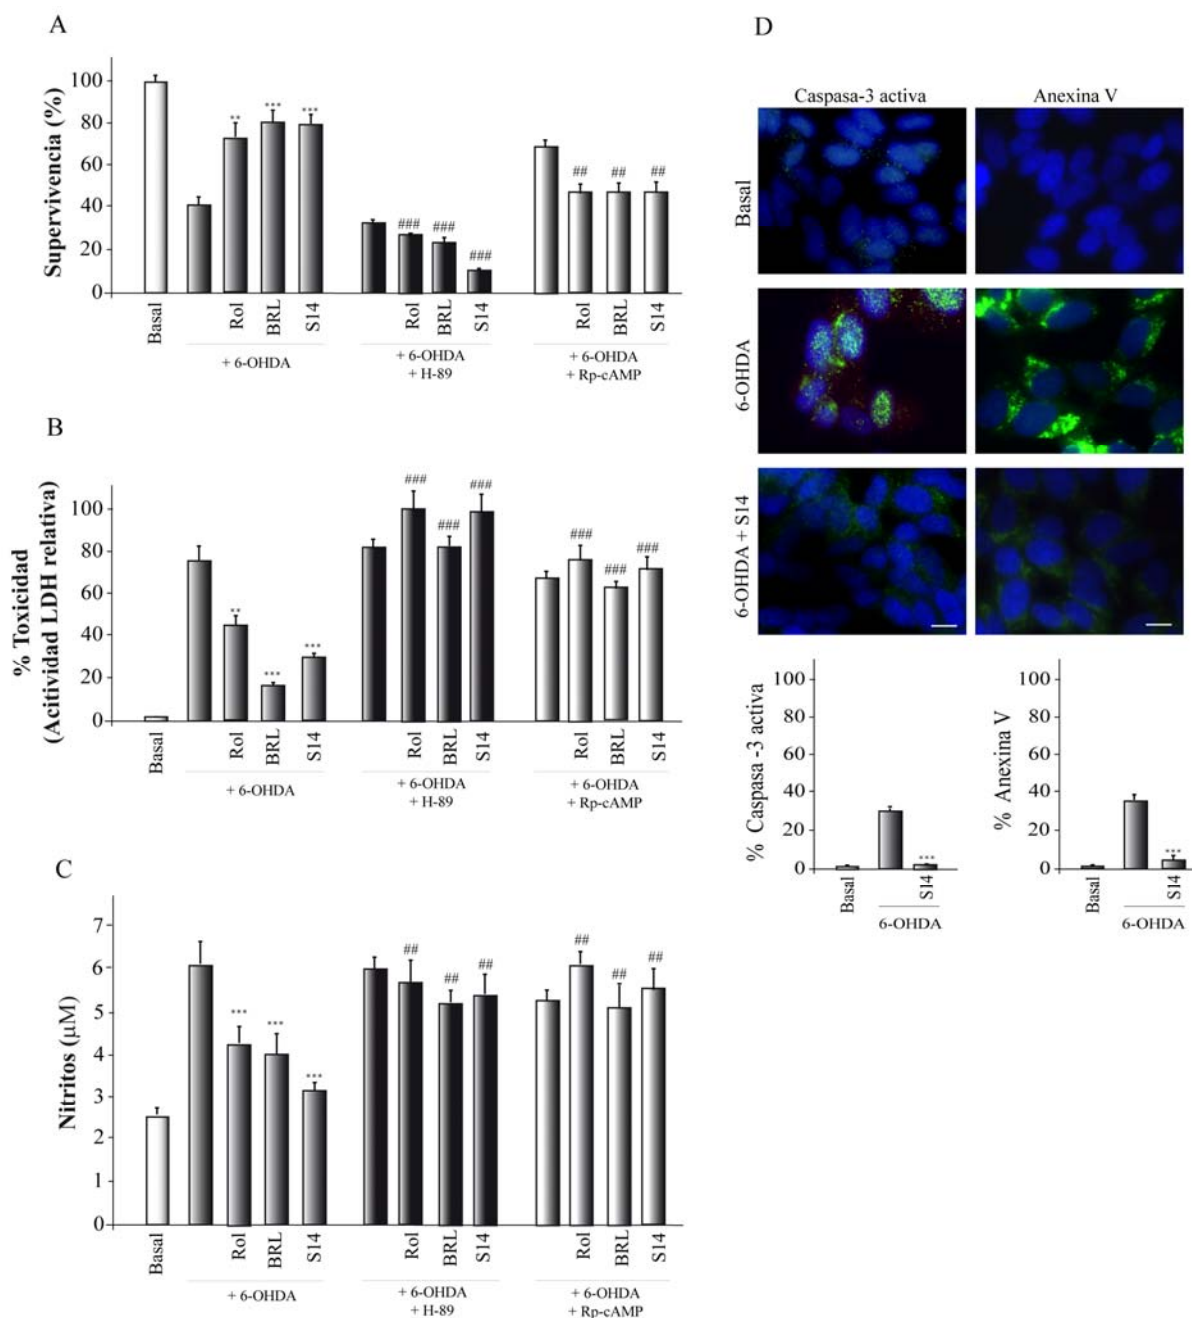 A
Supervivencia (%)
100
80
60
40
20
0
**
***
***
###
###
###
##
##
##
Basal
Rol
BRL
S14
Rol
BRL
S14
Rol
BRL
S14
+ 6-OHDA
+ 6-OHDA
+ H-89
+ 6-OHDA
+ Rp-cAMP
B
% Toxicidad
(Acitividad LDH relativa)
100
80
60
40
20
0
**
***
***
###
###
###
###
###
###
Basal
Rol
BRL
S14
Rol
BRL
S14
Rol
BRL
S14
+ 6-OHDA
+ 6-OHDA
+ H-89
+ 6-OHDA
+ Rp-cAMP
C
Nitritos (µM)
7
6
5
4
3
2
1
0
***
***
***
##
##
##
##
##
##
Basal
Rol
BRL
S14
Rol
BRL
S14
Rol
BRL
S14
+ 6-OHDA
+ 6-OHDA
+ H-89
+ 6-OHDA
+ Rp-cAMP
D
Caspasa-3 activa
Anexina V
Basal
6-OHDA
6-OHDA + S14
% Caspasa -3 activa
100
80
60
40
20
0
***
Basal
S14
6-OHDA
% Anexina V
100
80
60
40
20
0
***
Basal
S14
6-OHDA